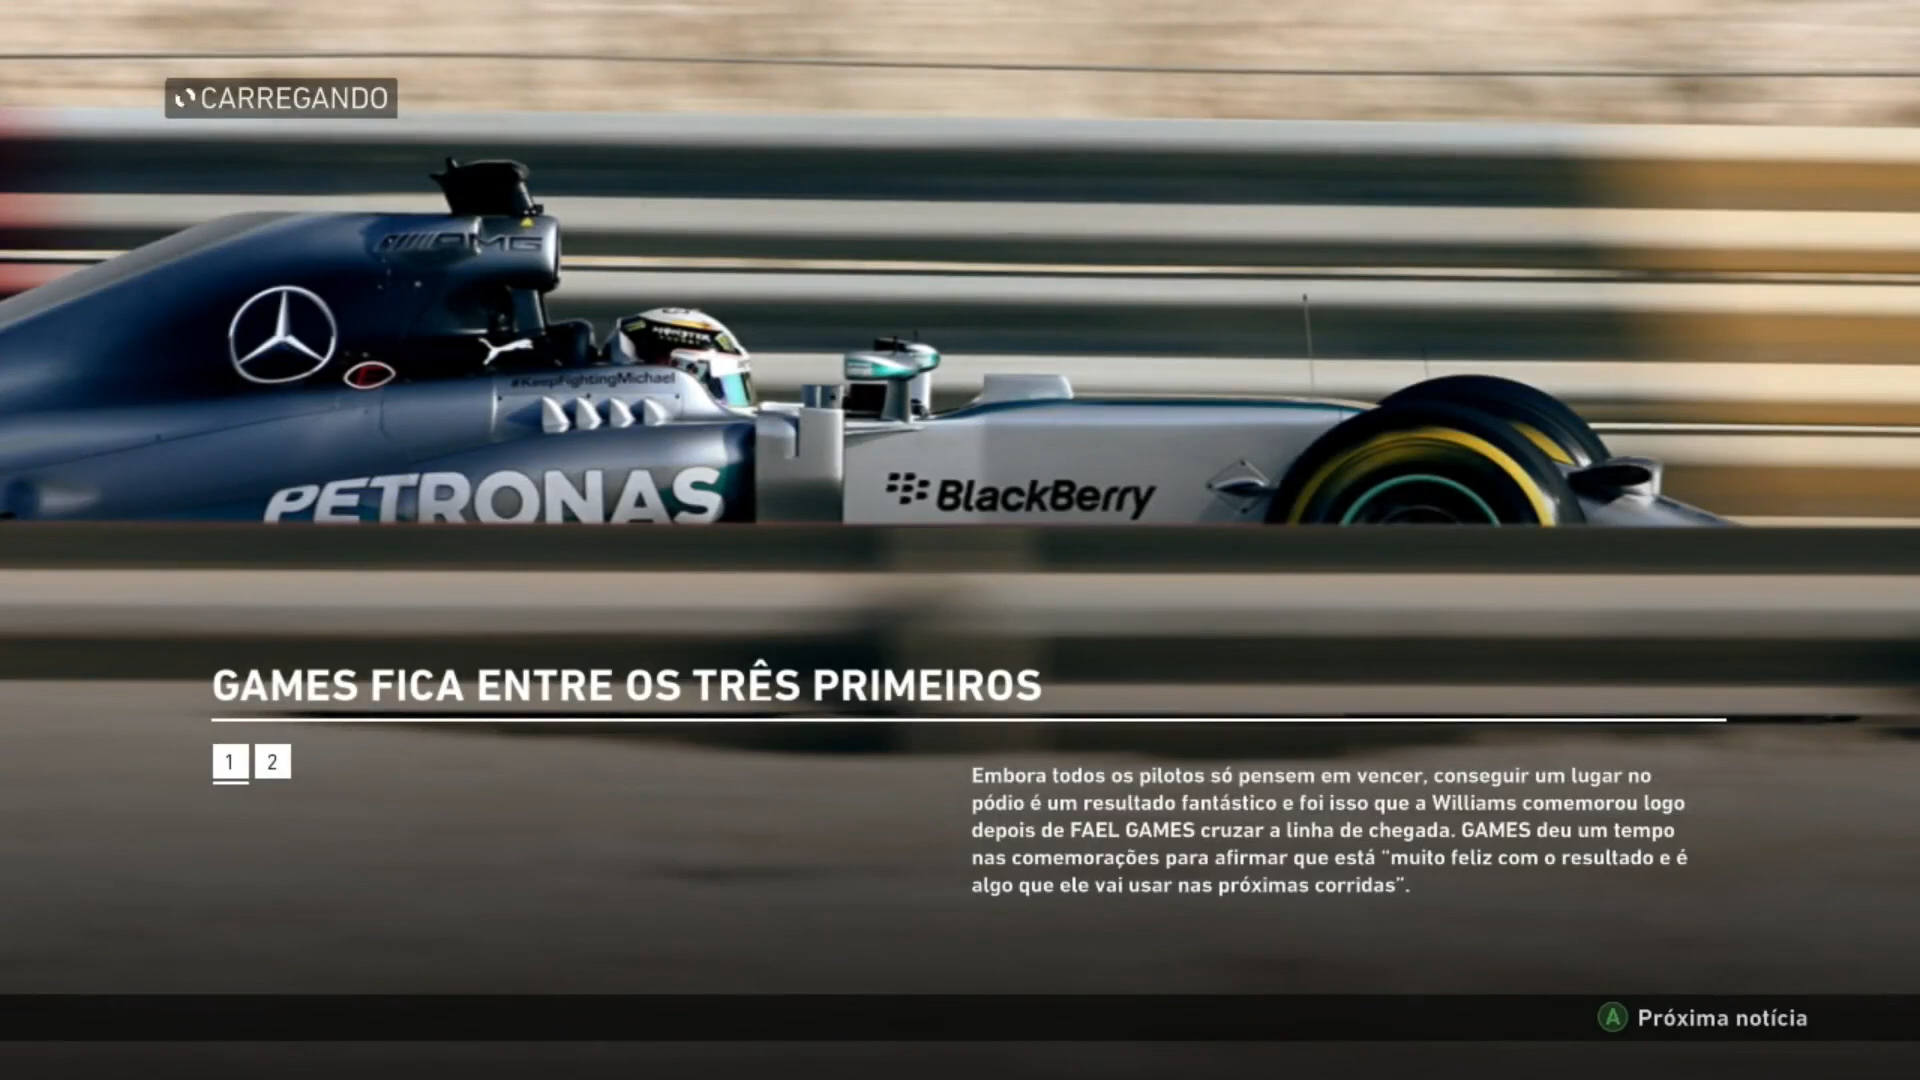 CARREGANDO
AMG
MONSTER
#KeepFightingMichael
PETRONAS
BlackBerry
GAMES FICA ENTRE OS TRÊS PRIMEIROS
1 2
Embora todos os pilotos só pensem em vencer, conseguir um lugar no
pódio é um resultado fantástico e foi isso que a Williams comemorou logo
depois de FAEL GAMES cruzar a linha de chegada. GAMES deu um tempo
nas comemorações para afirmar que está "muito feliz com o resultado e é
algo que ele vai usar nas próximas corridas".
A Próxima notícia